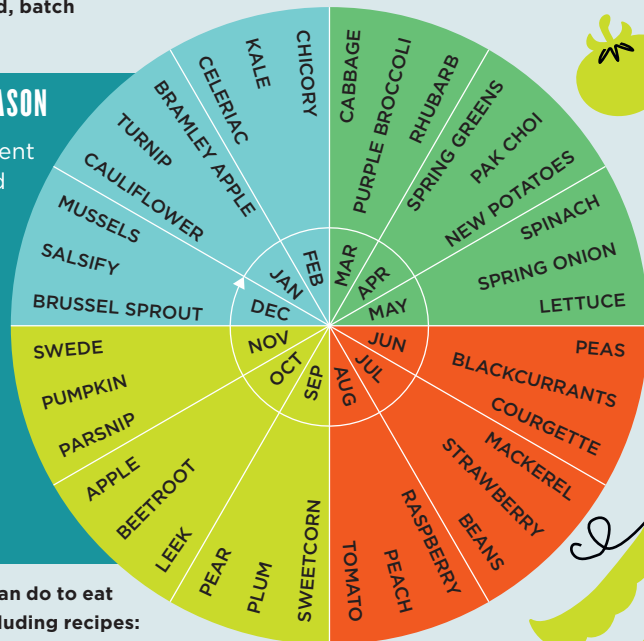 d, batch
ASON
ent
d
JAN
FEB
MAR
APR
MAY
JUN
JUL
AUG
SEP
OCT
NOV
DEC
TURNIP
CAULIFLOWER
BRAMLEY APPLE
CELERIAC
KALE
CHICORY
CABBAGE
PURPLE BROCCOLI
RHUBARB
SPRING GREENS
PAK CHOI
NEW POTATOES
SPINACH
SPRING ONION
LETTUCE
PEAS
BLACKCURRANTS
COURGETTE
MACKEREL
STRAWBERRY
BEANS
RASPBERRY
PEACH
TOMATO
SWEETCORN
PLUM
PEAR
LEEK
BEETROOT
APPLE
PARSNIP
PUMPKIN
SWEDE
BRUSSEL SPROUT
SALSIFY
MUSSELS
an do to eat
luding recipes: